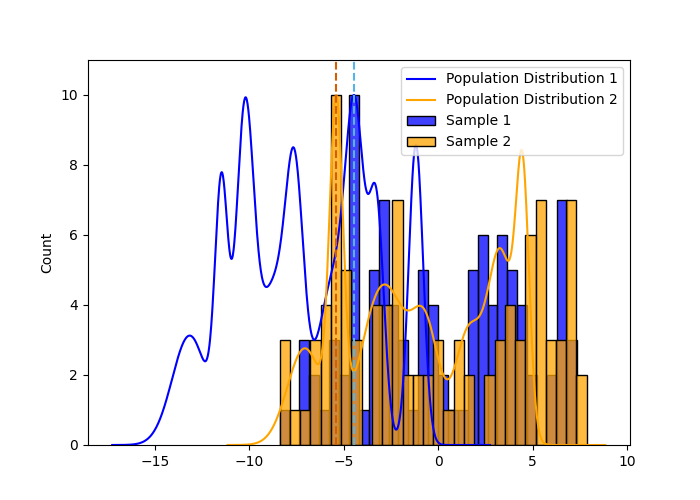 Population Distribution 1
Population Distribution 2
Sample 1
Sample 2
Count
10
8
6
4
2
0
−15
−10
−5
0
5
10